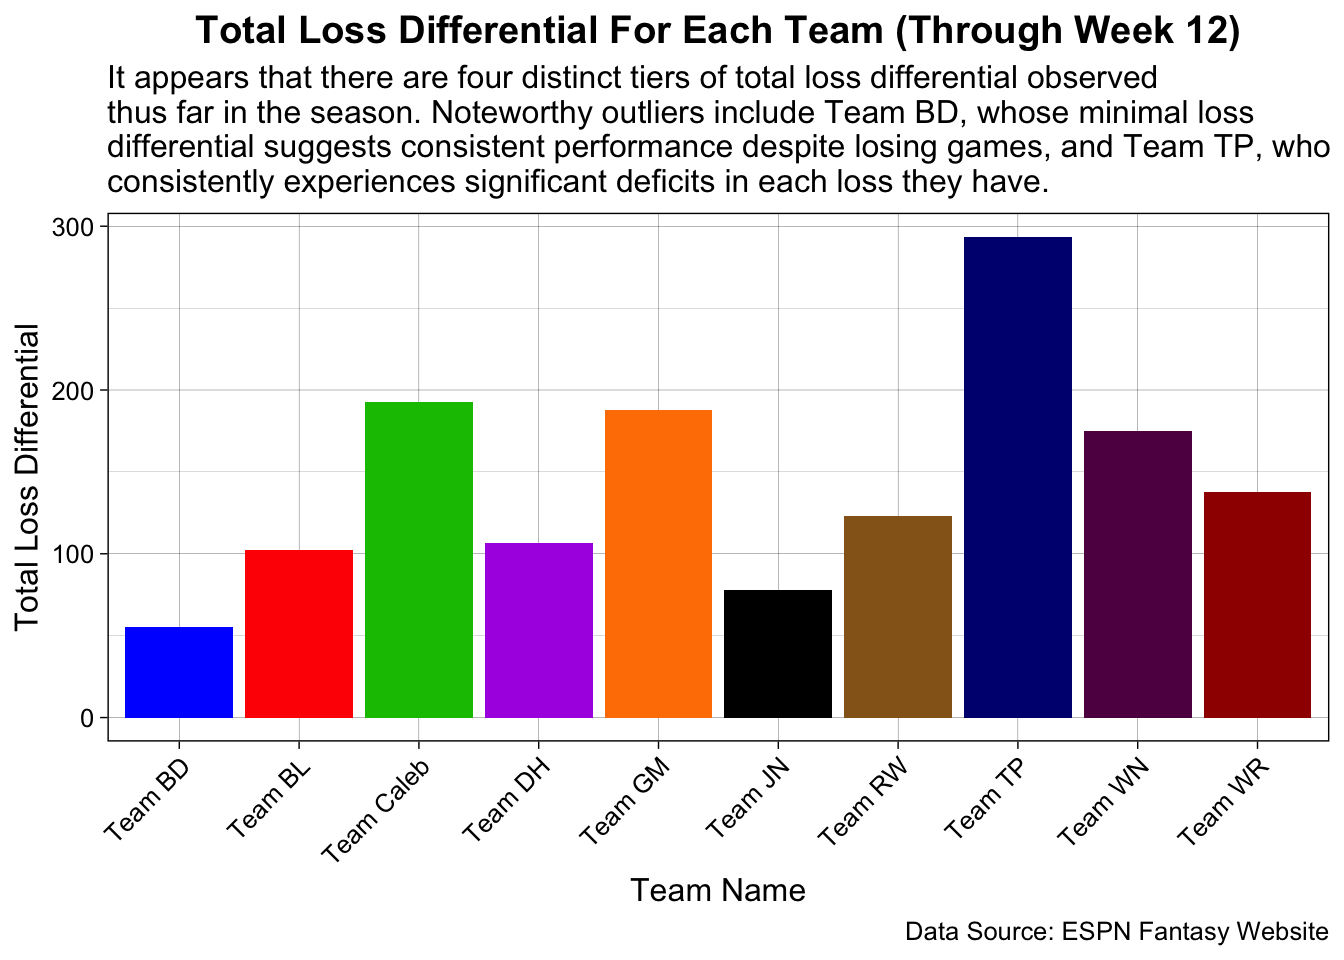 Total Loss Differential For Each Team (Through Week 12)
It appears that there are four distinct tiers of total loss differential observed
thus far in the season. Noteworthy outliers include Team BD, whose minimal loss
differential suggests consistent performance despite losing games, and Team TP, who
consistently experiences significant deficits in each loss they have.
Total Loss Differential
300
200
100
0
Team BD
Team BL
Team Caleb
Team DH
Team GM
Team JN
Team RW
Team TP
Team WN
Team WR
Team Name
Data Source: ESPN Fantasy Website